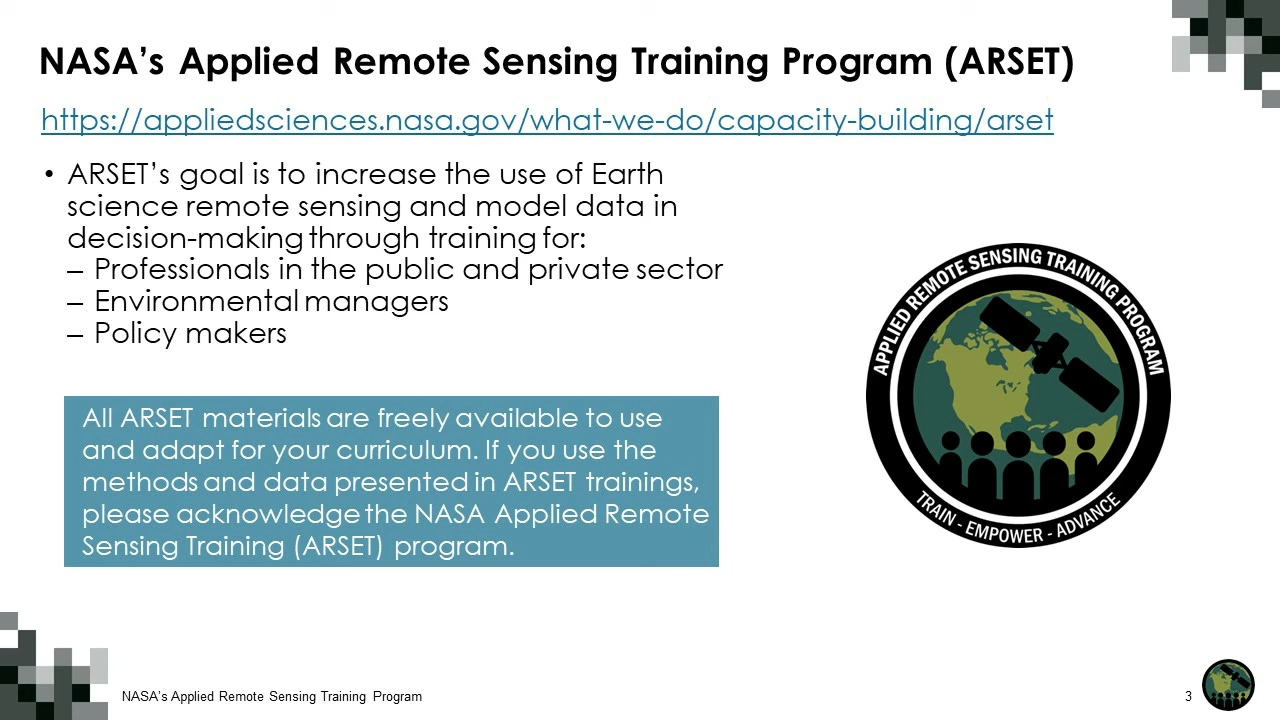 NASA's Applied Remote Sensing Training Program (ARSET)
https://appliedsciences.nasa.gov/what-we-do/capacity-building/arset
• ARSET's goal is to increase the use of Earth
science remote sensing and model data in
decision-making through training for:
– Professionals in the public and private sector
– Environmental managers
– Policy makers
All ARSET materials are freely available to use
and adapt for your curriculum. If you use the
methods and data presented in ARSET trainings,
please acknowledge the NASA Applied Remote
Sensing Training (ARSET) program.
APPLIED REMOTE SENSING TRAINING PROGRAM
TRAIN - EMPOWER - ADVANCE
NASA's Applied Remote Sensing Training Program
3